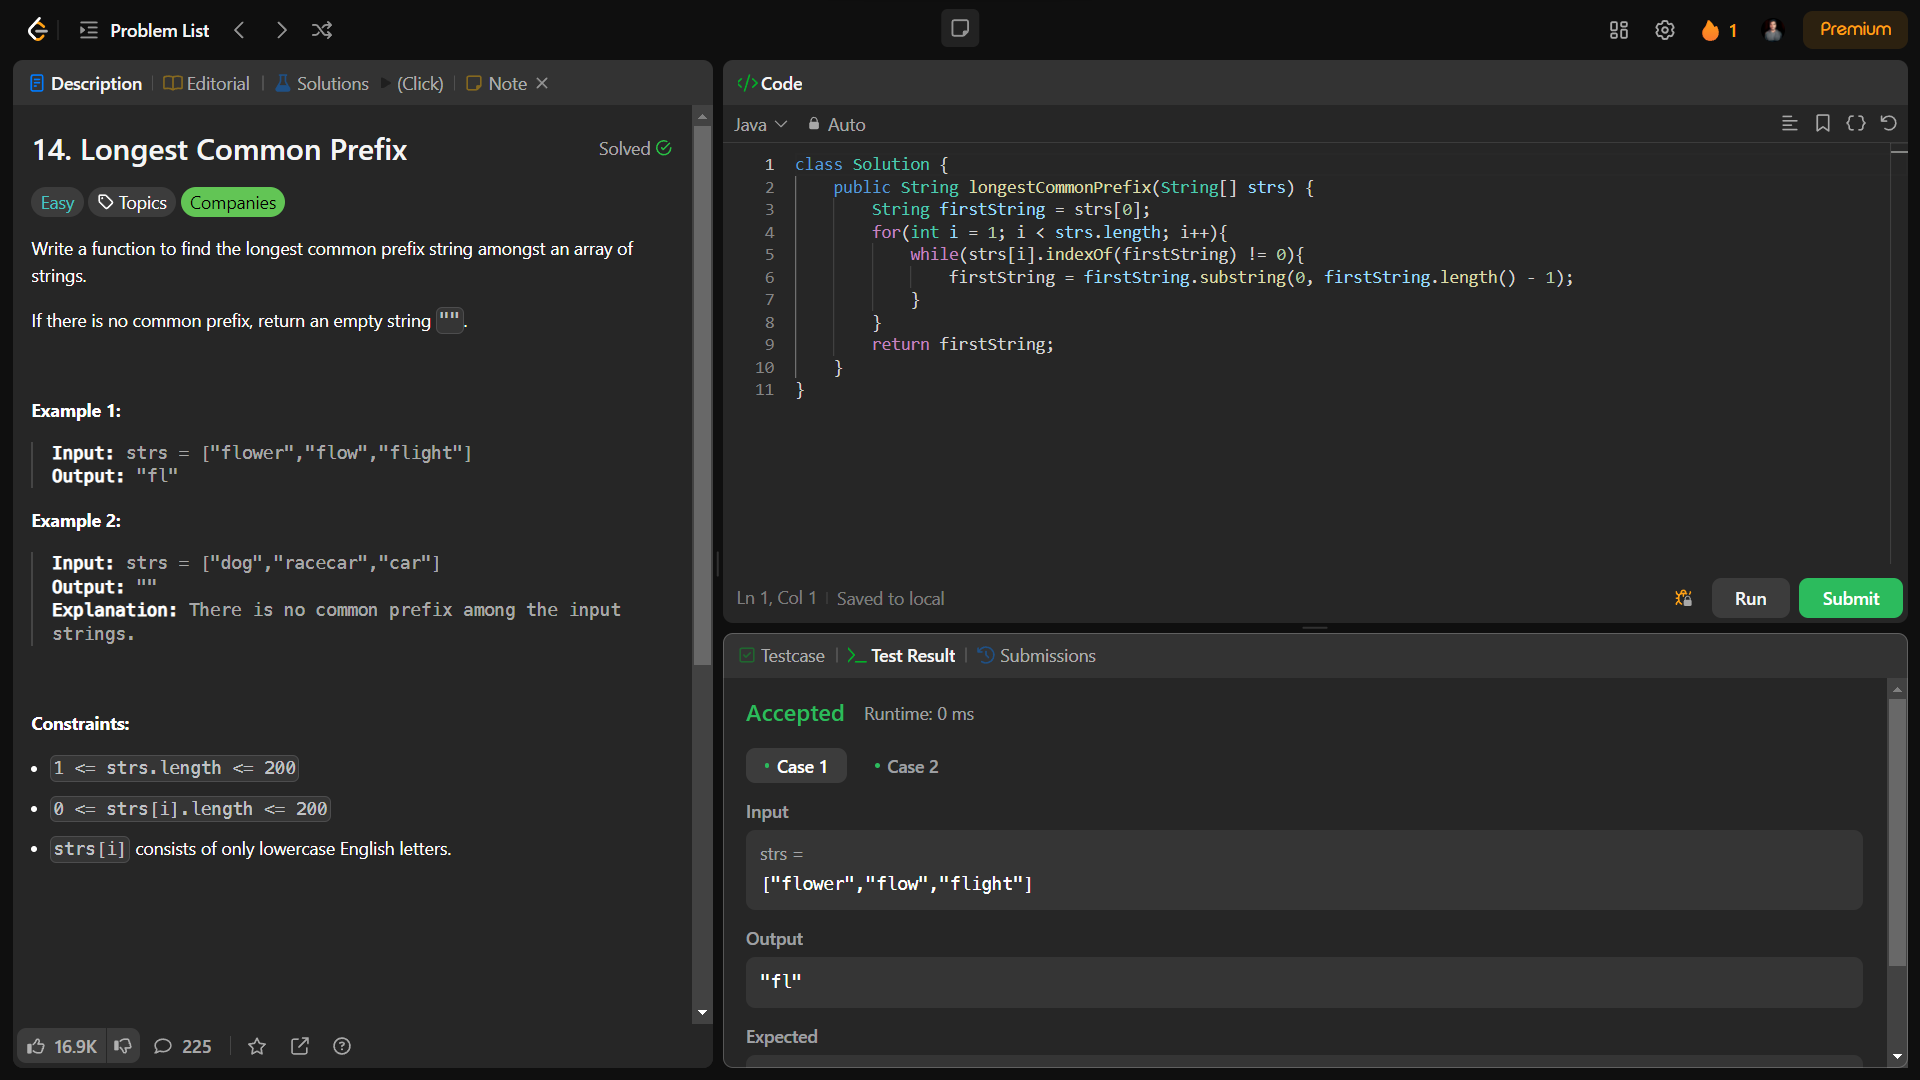 Problem List
1
Premium
Description
Editorial
Solutions
(Click)
Note
14. Longest Common Prefix
Solved
Easy
Topics
Companies
Write a function to find the longest common prefix string amongst an array of
strings.
If there is no common prefix, return an empty string "".
Example 1:
Input: strs = ["flower","flow","flight"]
Output: "fl"
Example 2:
Input: strs = ["dog","racecar","car"]
Output: ""
Explanation: There is no common prefix among the input
strings.
Constraints:
• 1 <= strs.length <= 200
• 0 <= strs[i].length <= 200
• strs[i] consists of only lowercase English letters.
16.9K
225
</> Code
Java
Auto
1 class Solution {
2     public String longestCommonPrefix(String[] strs) {
3         String firstString = strs[0];
4         for(int i = 1; i < strs.length; i++){
5             while(strs[i].indexOf(firstString) != 0){
6                 firstString = firstString.substring(0, firstString.length() - 1);
7             }
8         }
9         return firstString;
10     }
11 }
Ln 1, Col 1
Saved to local
Run
Submit
Testcase
Test Result
Submissions
Accepted
Runtime: 0 ms
• Case 1
• Case 2
Input
strs =
["flower","flow","flight"]
Output
"fl"
Expected